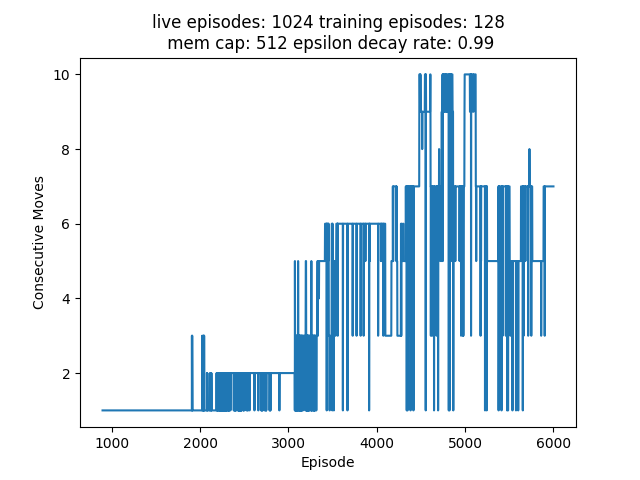 live episodes: 1024 training episodes: 128
mem cap: 512 epsilon decay rate: 0.99
10
8
6
4
2
Consecutive Moves
1000 2000 3000 4000 5000 6000
Episode